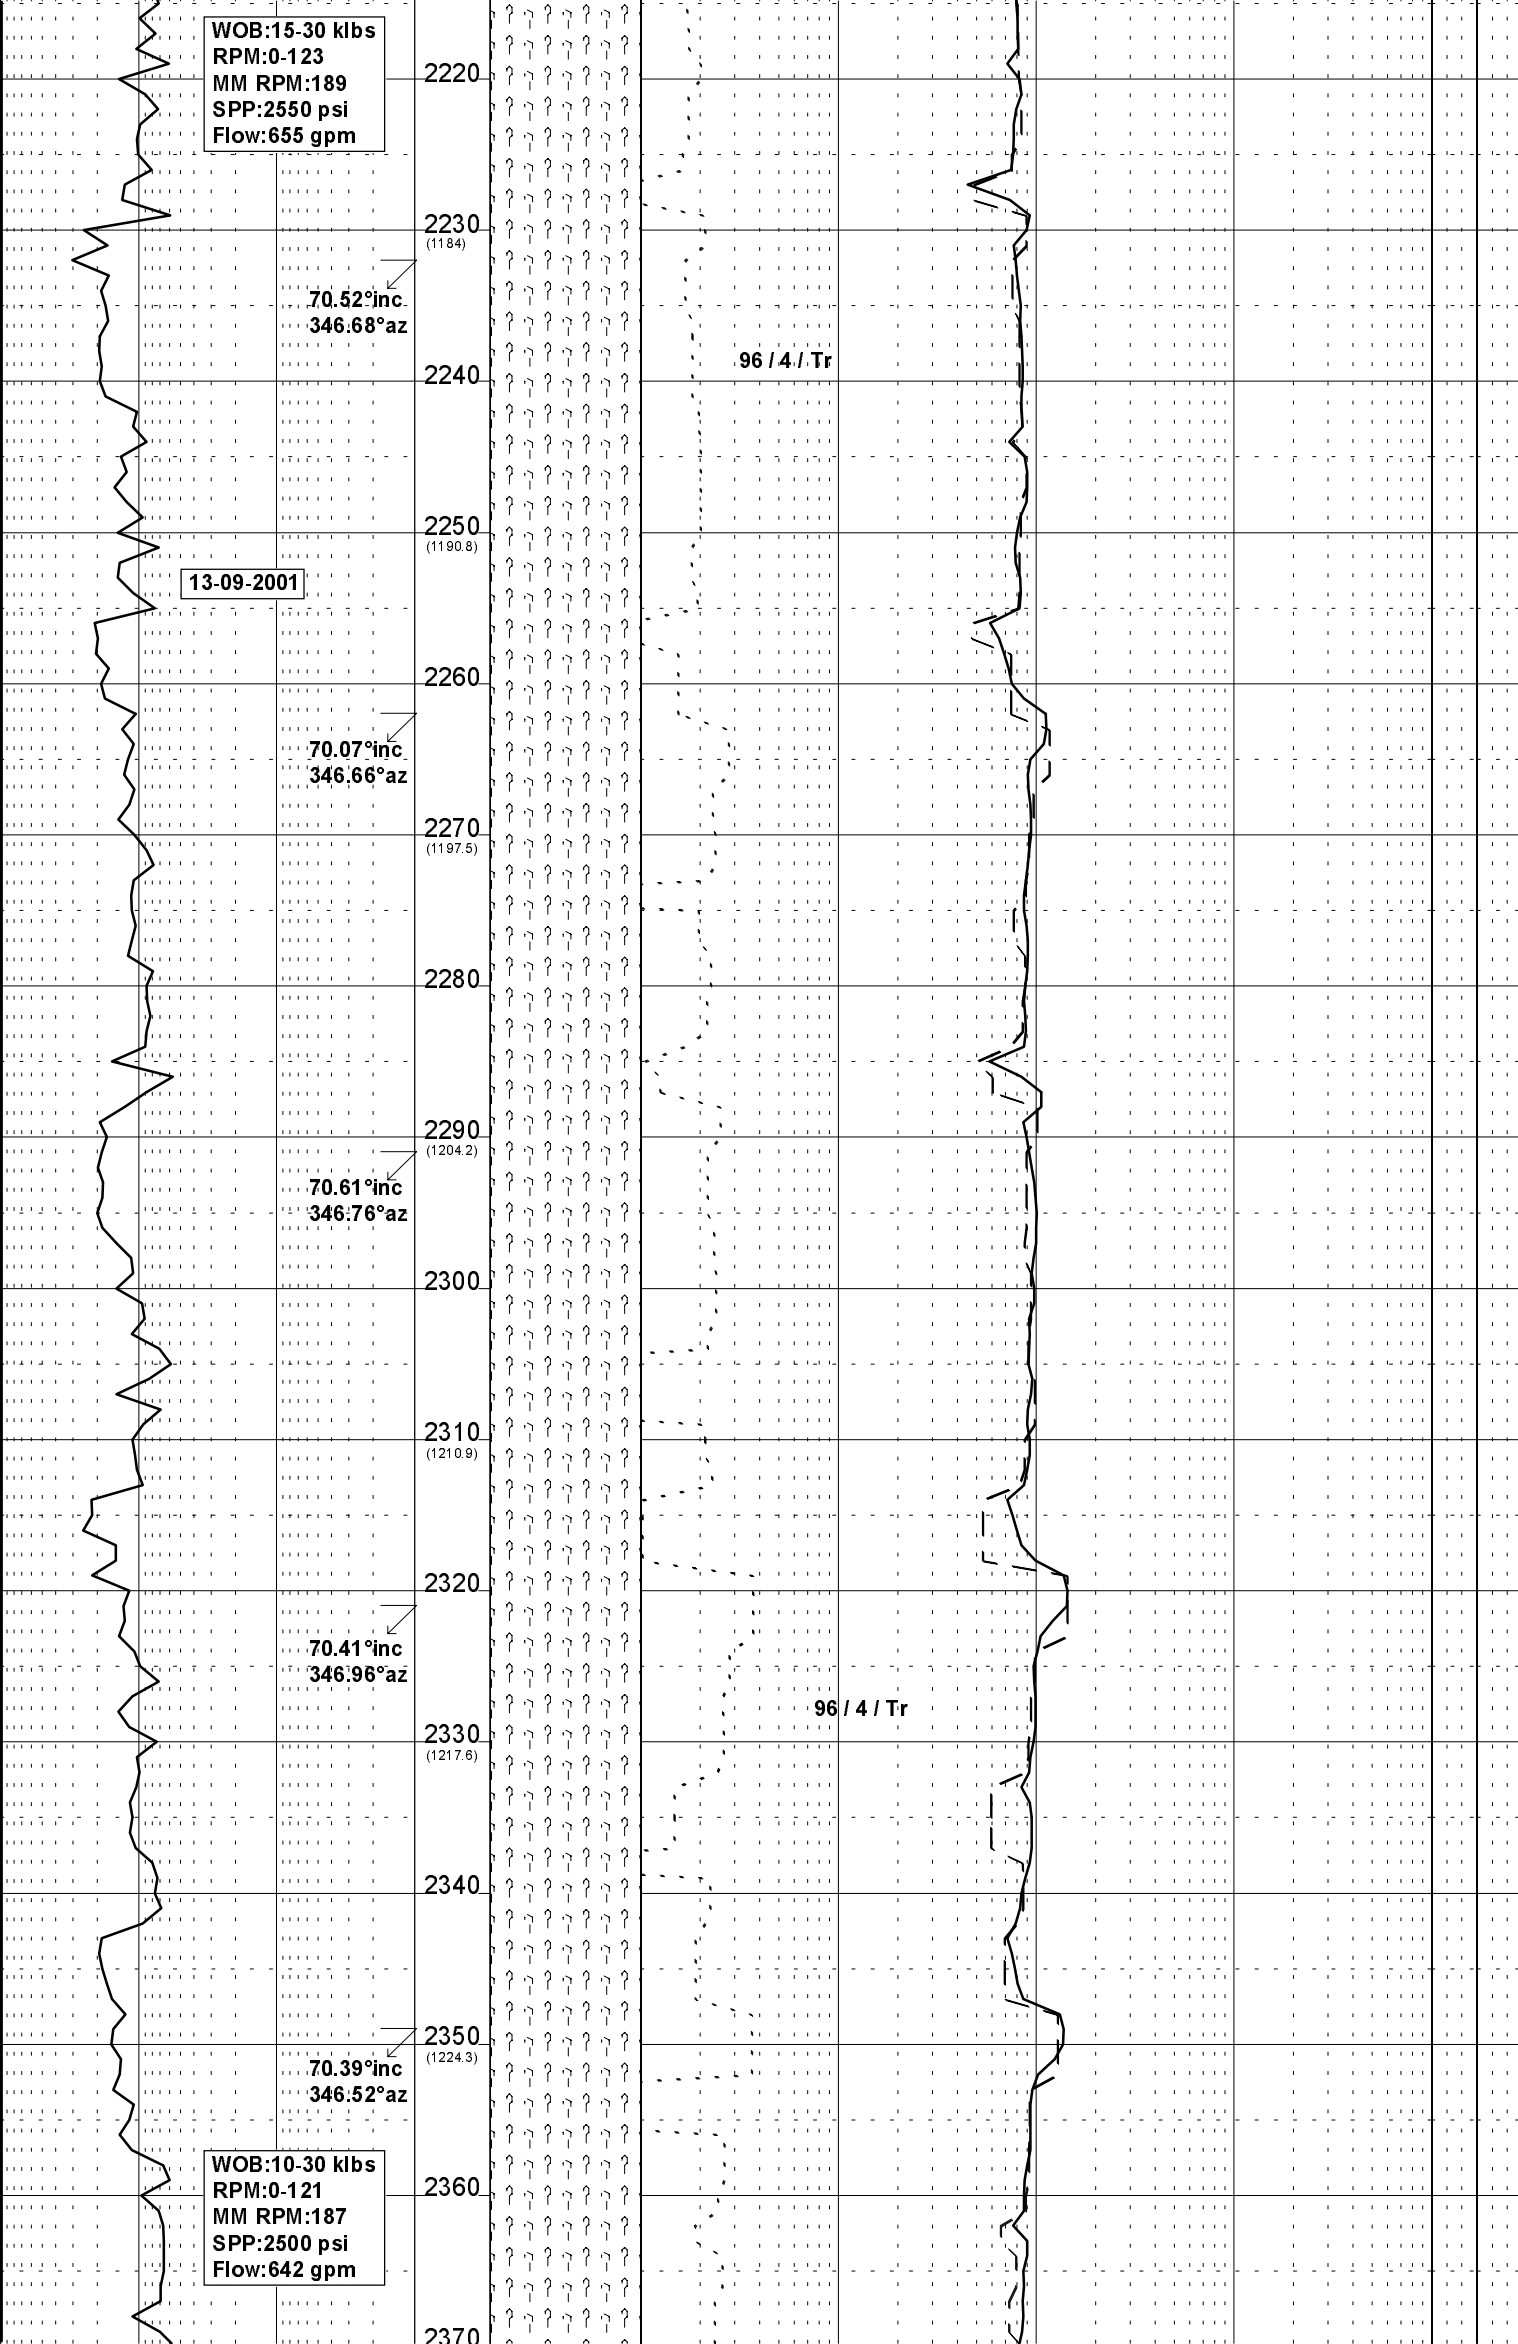 WOB:15-30 klbs
RPM:0-123
MM RPM:189
SPP:2550 psi
Flow:655 gpm
2220
2230
(1184)
70.52°inc
346.68°az
96 / 4 / Tr
2240
2250
(1190.8)
13-09-2001
2260
70.07°inc
346.66°az
2270
(1197.5)
2280
2290
(1204.2)
70.61°inc
346.76°az
2300
2310
(1210.9)
2320
70.41°inc
346.96°az
96 / 4 / Tr
2330
(1217.6)
2340
2350
(1224.3)
70.39°inc
346.52°az
WOB:10-30 klbs
RPM:0-121
MM RPM:187
SPP:2500 psi
Flow:642 gpm
2360
2370